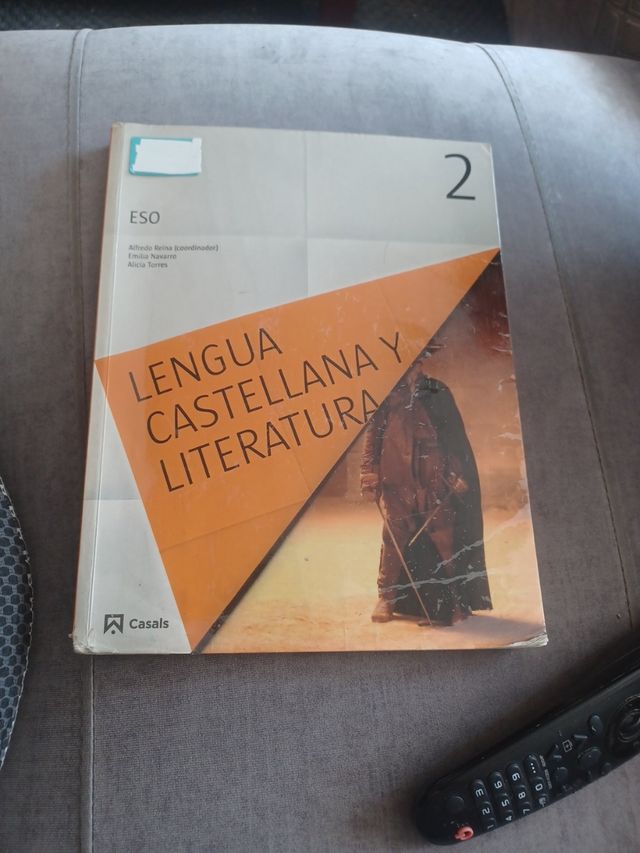 2
ESO
Alfredo Reina (coordinador)
Emilia Navarro
Alicia Torres
LENGUA
CASTELLANA Y
LITERATURA
Casals